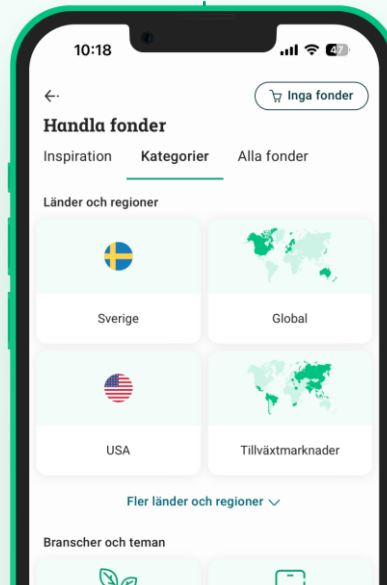 10:18
47
Inga fonder
Handla fonder
Inspiration Kategorier Alla fonder
Länder och regioner
Sverige Global
USA Tillväxtmarknader
Fler länder och regioner
Branscher och teman